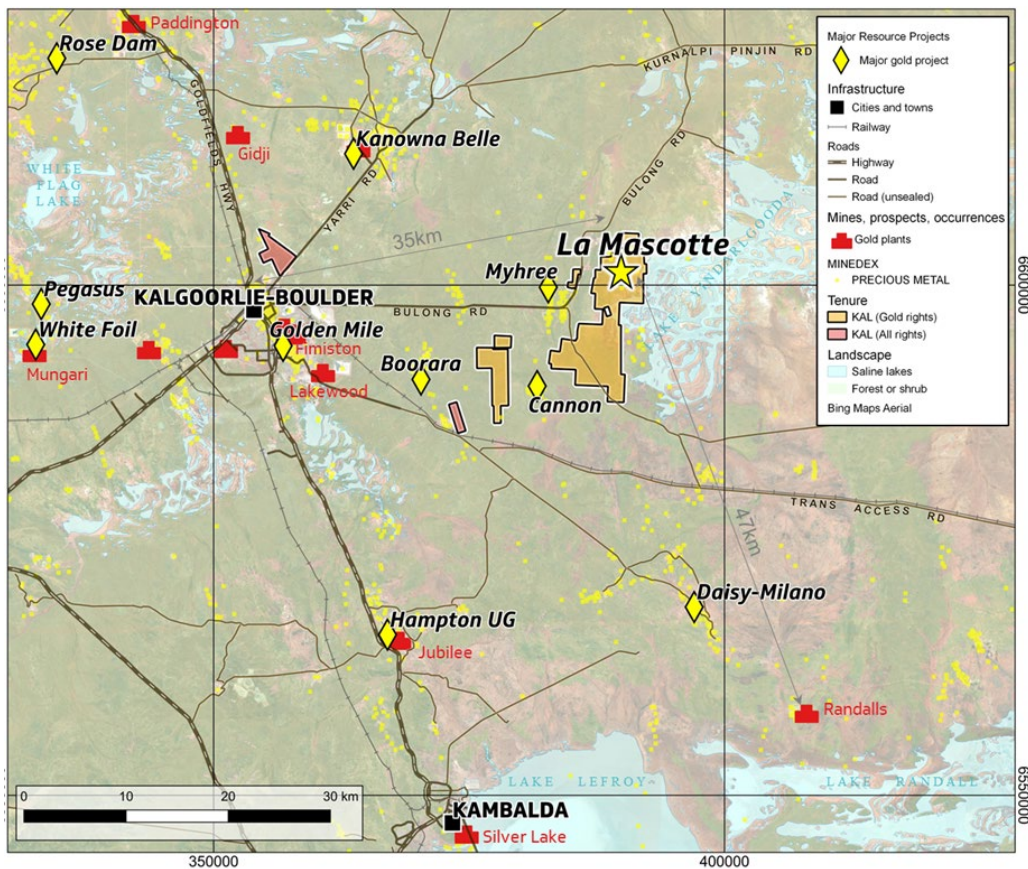 Paddington
Rose Dam
KURNALPI PINJIN RD
GOLDFIELDS HWY
Gidji
Kanowna Belle
WHITE
FLAG
LAKE
YARRI RD
BULONG RD
LAKE YINDARLGOODA
35km
La Mascotte
Myhree
Pegasus
KALGOORLIE-BOULDER
BULONG RD
White Foil
Golden Mile
Fimiston
Mungari
Boorara
Lakewood
Cannon
TRANS ACCESS RD
47km
Daisy-Milano
Hampton UG
Jubilee
Randalls
LAKE LEFROY
LAKE RANDALL
KAMBALDA
Silver Lake
0 10 20 30 km
350000
400000
Major Resource Projects
Major gold project
Infrastructure
Cities and towns
Railway
Roads
Highway
Road
Road (unsealed)
Mines, prospects, occurrences
Gold plants
MINEDEX
PRECIOUS METAL
Tenure
KAL (Gold rights)
KAL (All rights)
Landscape
Saline lakes
Forest or shrub
Bing Maps Aerial
6600000
6550000